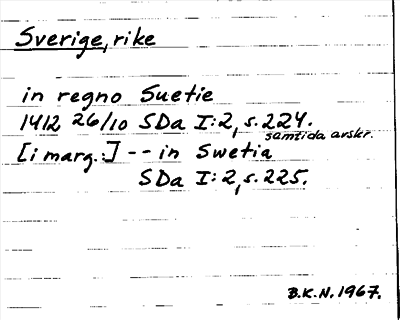 Sverige, rike
in regno Suetie
1412 26/10 SDa I:2, s. 224.
samtida avskr.
[i marg.:] -- in Swetia
SDa I:2, s. 225.
B.K.N. 1967.